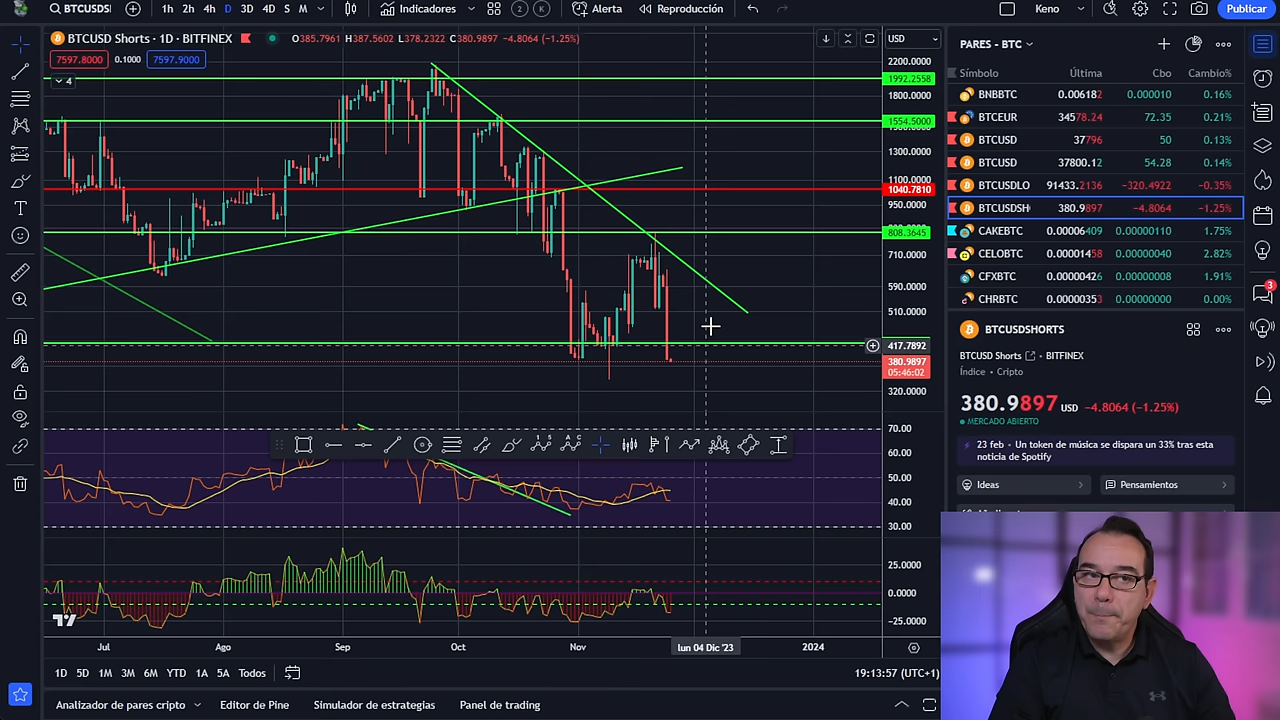 BTCUSDS
1h 2h 4h D 3D 4D S M
Indicadores
2 K
Alerta
Reproducción
Keno
Publicar
BTCUSD Shorts · 1D · BITFINEX
O385.7961 H387.5602 L378.2322 C380.9897 −4.8064 (−1.25%)
7597.8000 0.1000 7597.9000
4
USD
2200.0000
1992.2558
1800.0000
1554.5000
1300.0000
1100.0000
1040.7810
950.0000
808.3645
710.0000
590.0000
510.0000
417.7892
380.9897
05:46:02
320.0000
70.00
60.00
50.00
40.00
30.00
25.0000
0.0000
−25.0000
Jul Ago Sep Oct Nov lun 04 Dic '23 2024
1D 5D 1M 3M 6M YTD 1A 5A Todos
19:13:57 (UTC+1)
Analizador de pares cripto Editor de Pine Simulador de estrategias Panel de trading
PARES - BTC
Símbolo Última Cbo Cambio%
BNBBTC 0.006182 0.000010 0.16%
BTCEUR 34578.24 72.35 0.21%
BTCUSD 37796 50 0.13%
BTCUSD 37800.12 54.28 0.14%
BTCUSDLO 91433.2136 −320.4922 −0.35%
BTCUSDSH 380.9897 −4.8064 −1.25%
CAKEBTC 0.00006409 0.00000110 1.75%
CELOBTC 0.00001458 0.00000040 2.82%
CFXBTC 0.00000426 0.00000008 1.91%
CHRBTC 0.00000353 0.00000000 0.00%
3
BTCUSDSHORTS
BTCUSD Shorts • BITFINEX
Índice • Cripto
380.9897 USD −4.8064 (−1.25%)
MERCADO ABIERTO
23 feb • Un token de música se dispara un 33% tras esta
noticia de Spotify
Ideas
Pensamientos